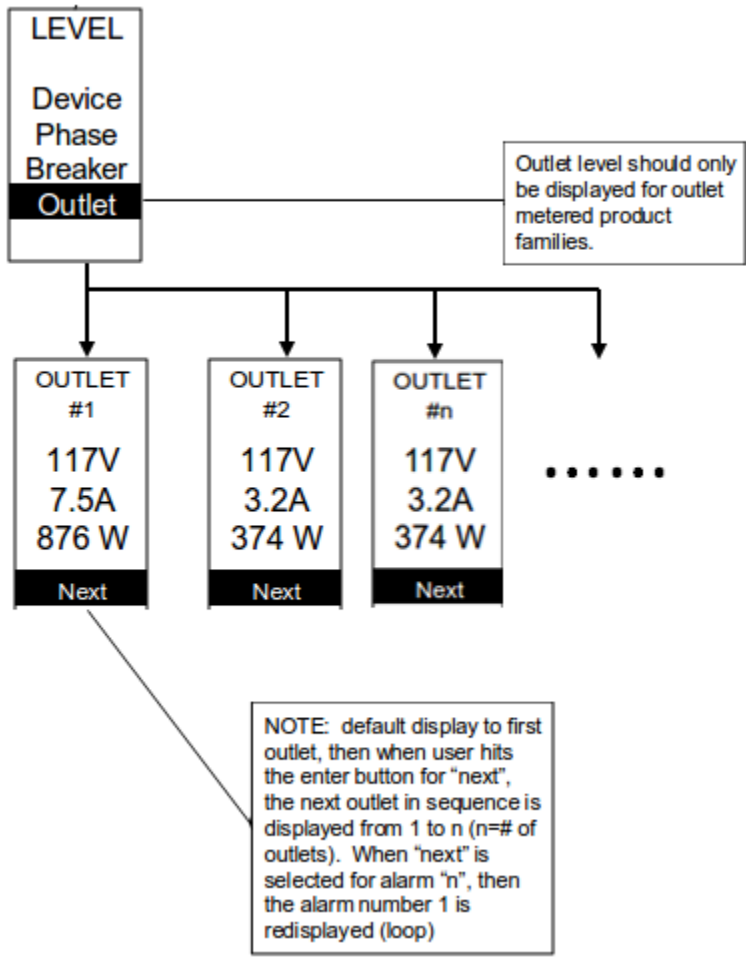 LEVEL
Device
Phase
Breaker
Outlet
Outlet level should only
be displayed for outlet
metered product
families.
OUTLET
#1
117V
7.5A
876 W
Next
OUTLET
#2
117V
3.2A
374 W
Next
OUTLET
#n
117V
3.2A
374 W
Next
......
NOTE: default display to first
outlet, then when user hits
the enter button for “next”,
the next outlet in sequence is
displayed from 1 to n (n=# of
outlets). When “next” is
selected for alarm “n”, then
the alarm number 1 is
redisplayed (loop)